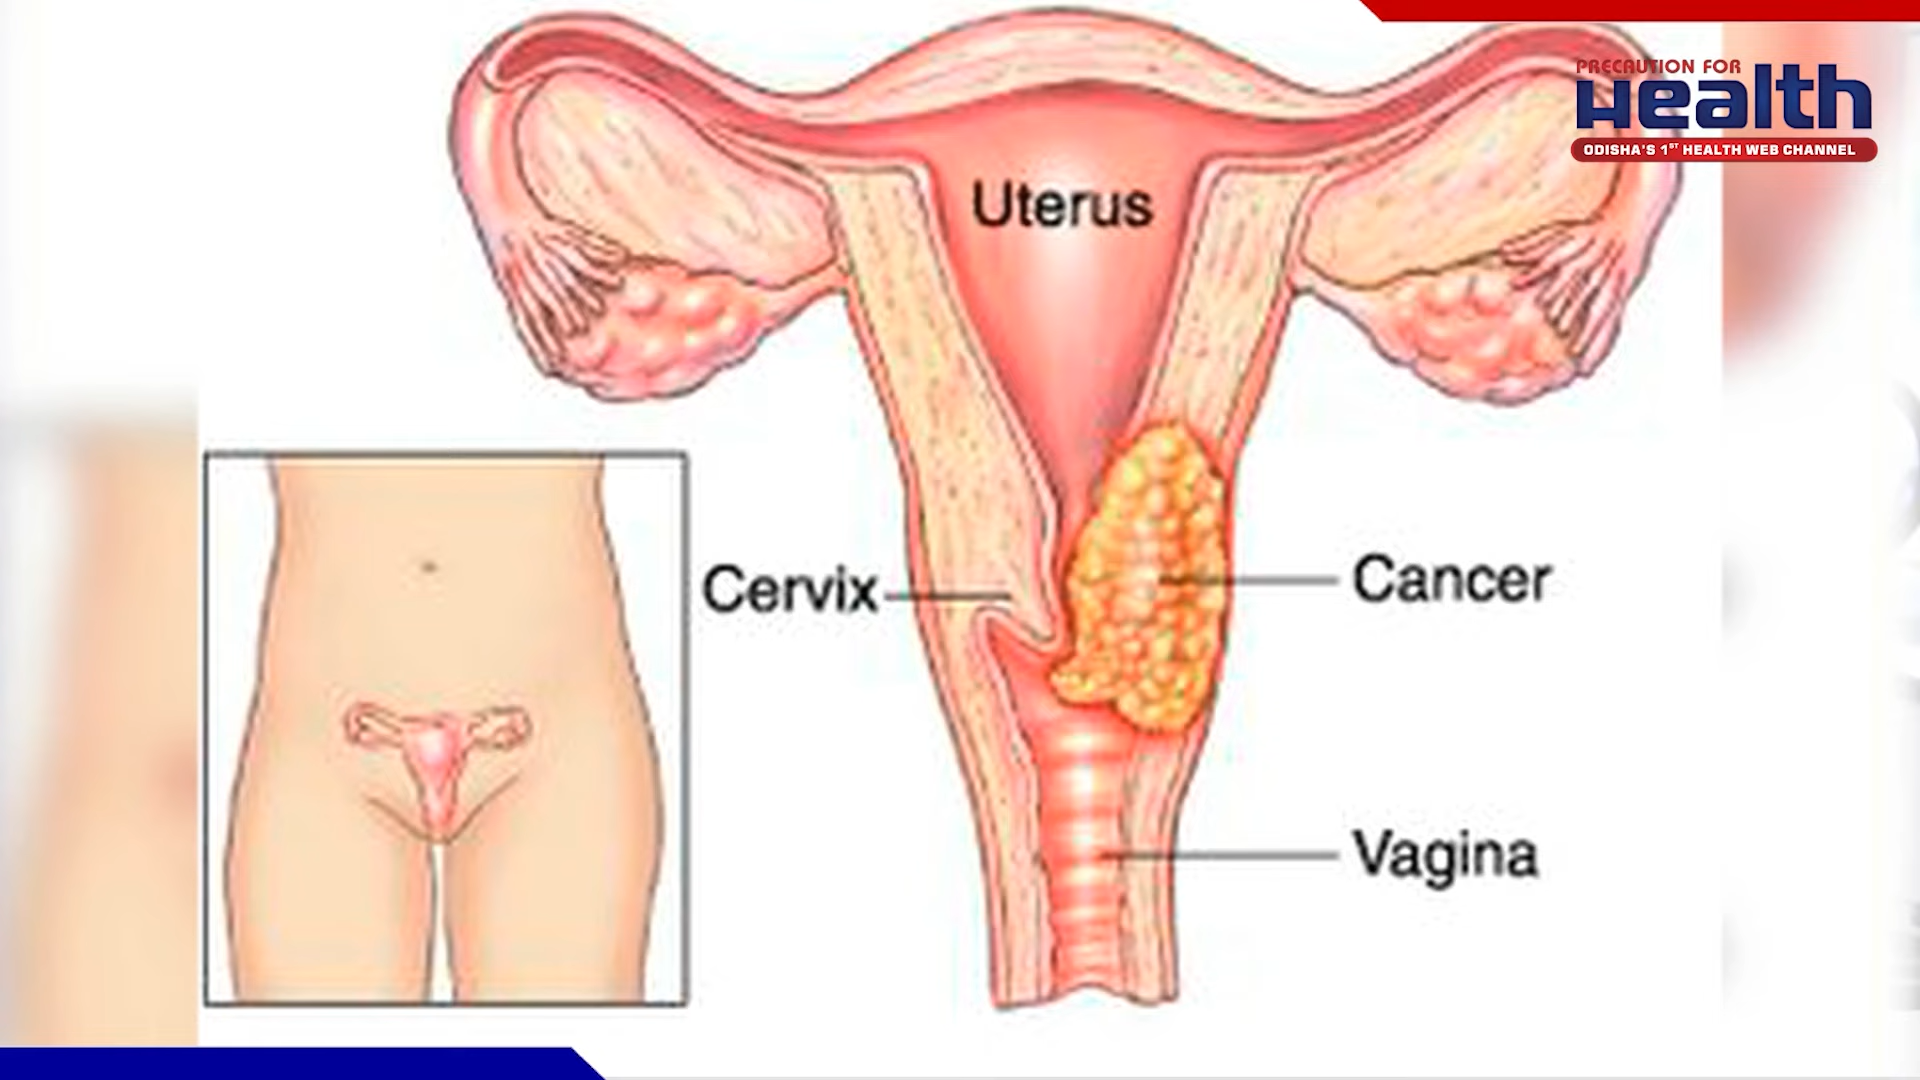 PRECAUTION FOR
Health
ODISHA'S 1ST HEALTH WEB CHANNEL
Uterus
Cervix
Cancer
Vagina